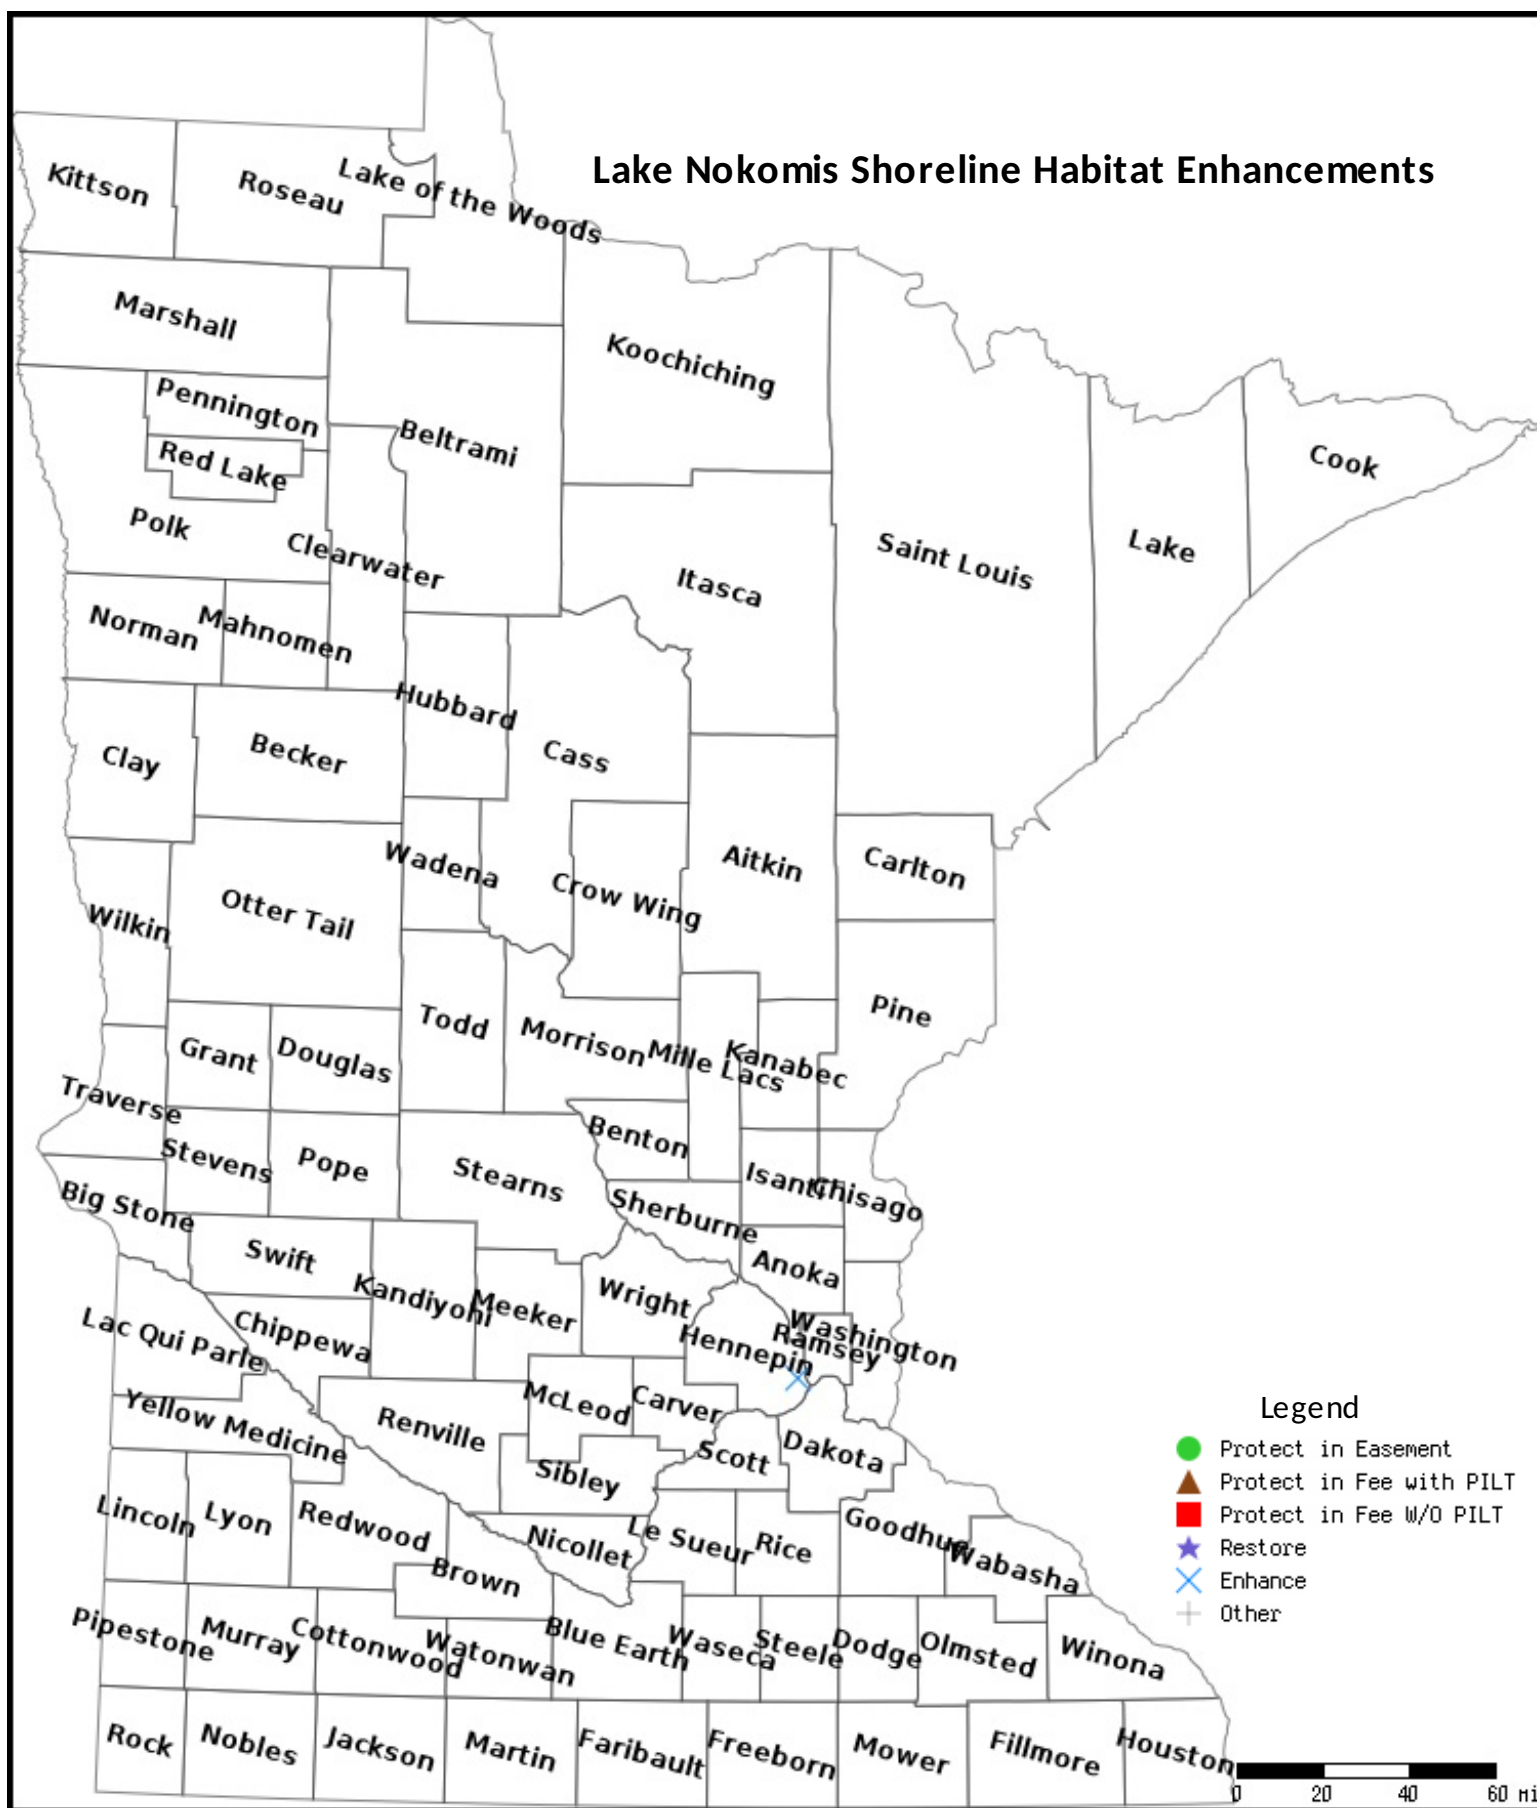 Lake Nokomis Shoreline Habitat Enhancements
Kittson
Roseau
Lake of the Woods
Marshall
Koochiching
Pennington
Beltrami
Red Lake
Cook
Polk
Clearwater
Saint Louis
Lake
Itasca
Norman
Mahnomen
Hubbard
Clay
Becker
Cass
Wadena
Aitkin
Carlton
Crow Wing
Otter Tail
Wilkin
Pine
Todd
Morrison
Mille Lacs
Kanabec
Grant
Douglas
Traverse
Benton
Stevens
Pope
Stearns
Isanti
Chisago
Big Stone
Sherburne
Swift
Anoka
Kandiyohi
Meeker
Wright
Washington
Lac Qui Parle
Chippewa
Hennepin
Ramsey
McLeod
Carver
Yellow Medicine
Renville
Scott
Dakota
Sibley
Lincoln
Lyon
Redwood
Nicollet
Le Sueur
Rice
Goodhue
Wabasha
Brown
Pipestone
Murray
Cottonwood
Watonwan
Blue Earth
Waseca
Steele
Dodge
Olmsted
Winona
Rock
Nobles
Jackson
Martin
Faribault
Freeborn
Mower
Fillmore
Houston
Legend
Protect in Easement
Protect in Fee with PILT
Protect in Fee W/O PILT
Restore
Enhance
Other
0 20 40 60 Mi